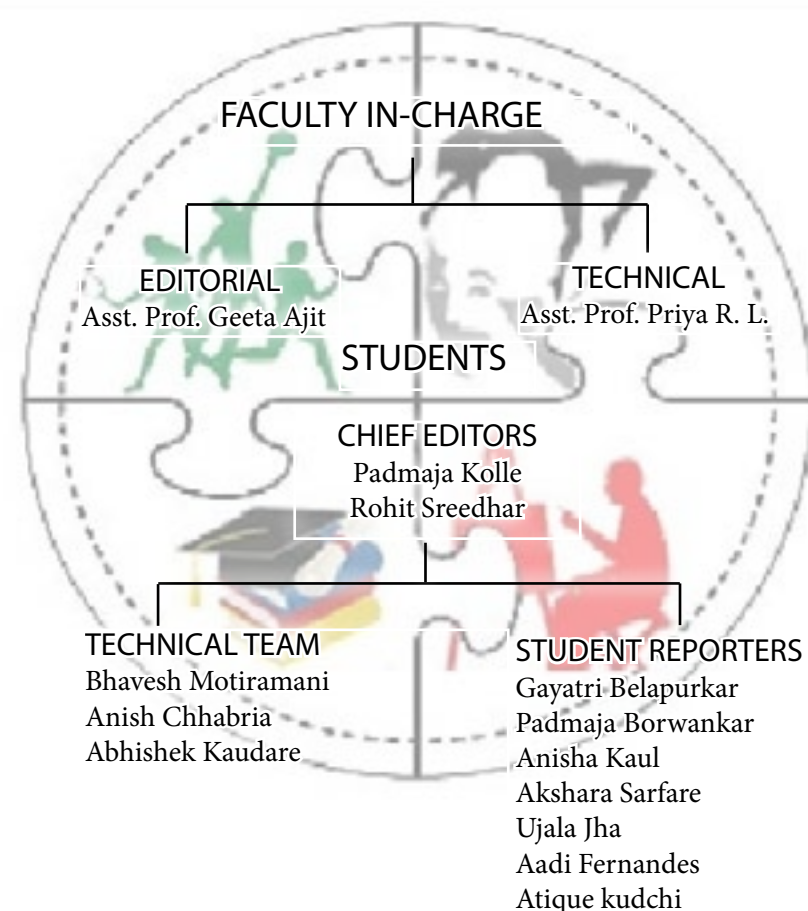 FACULTY IN-CHARGE
EDITORIAL
Asst. Prof. Geeta Ajit
TECHNICAL
Asst. Prof. Priya R. L.
STUDENTS
CHIEF EDITORS
Padmaja Kolle
Rohit Sreedhar
TECHNICAL TEAM
Bhavesh Motiramani
Anish Chhabria
Abhishek Kaudare
STUDENT REPORTERS
Gayatri Belapurkar
Padmaja Borwankar
Anisha Kaul
Akshara Sarfare
Ujala Jha
Aadi Fernandes
Atique kudchi